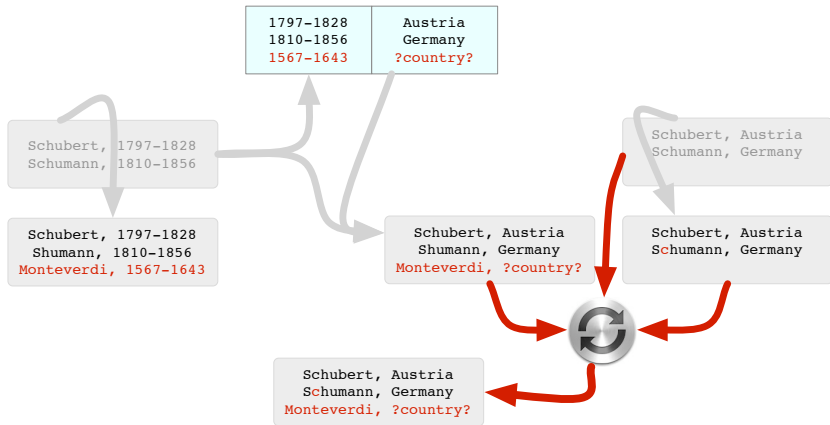 1797-1828 Austria
1810-1856 Germany
1567-1643 ?country?
Schubert, 1797-1828
Schumann, 1810-1856
Schubert, Austria
Schumann, Germany
Schubert, 1797-1828
Shumann, 1810-1856
Monteverdi, 1567-1643
Schubert, Austria
Shumann, Germany
Monteverdi, ?country?
Schubert, Austria
Schumann, Germany
Schubert, Austria
Schumann, Germany
Monteverdi, ?country?